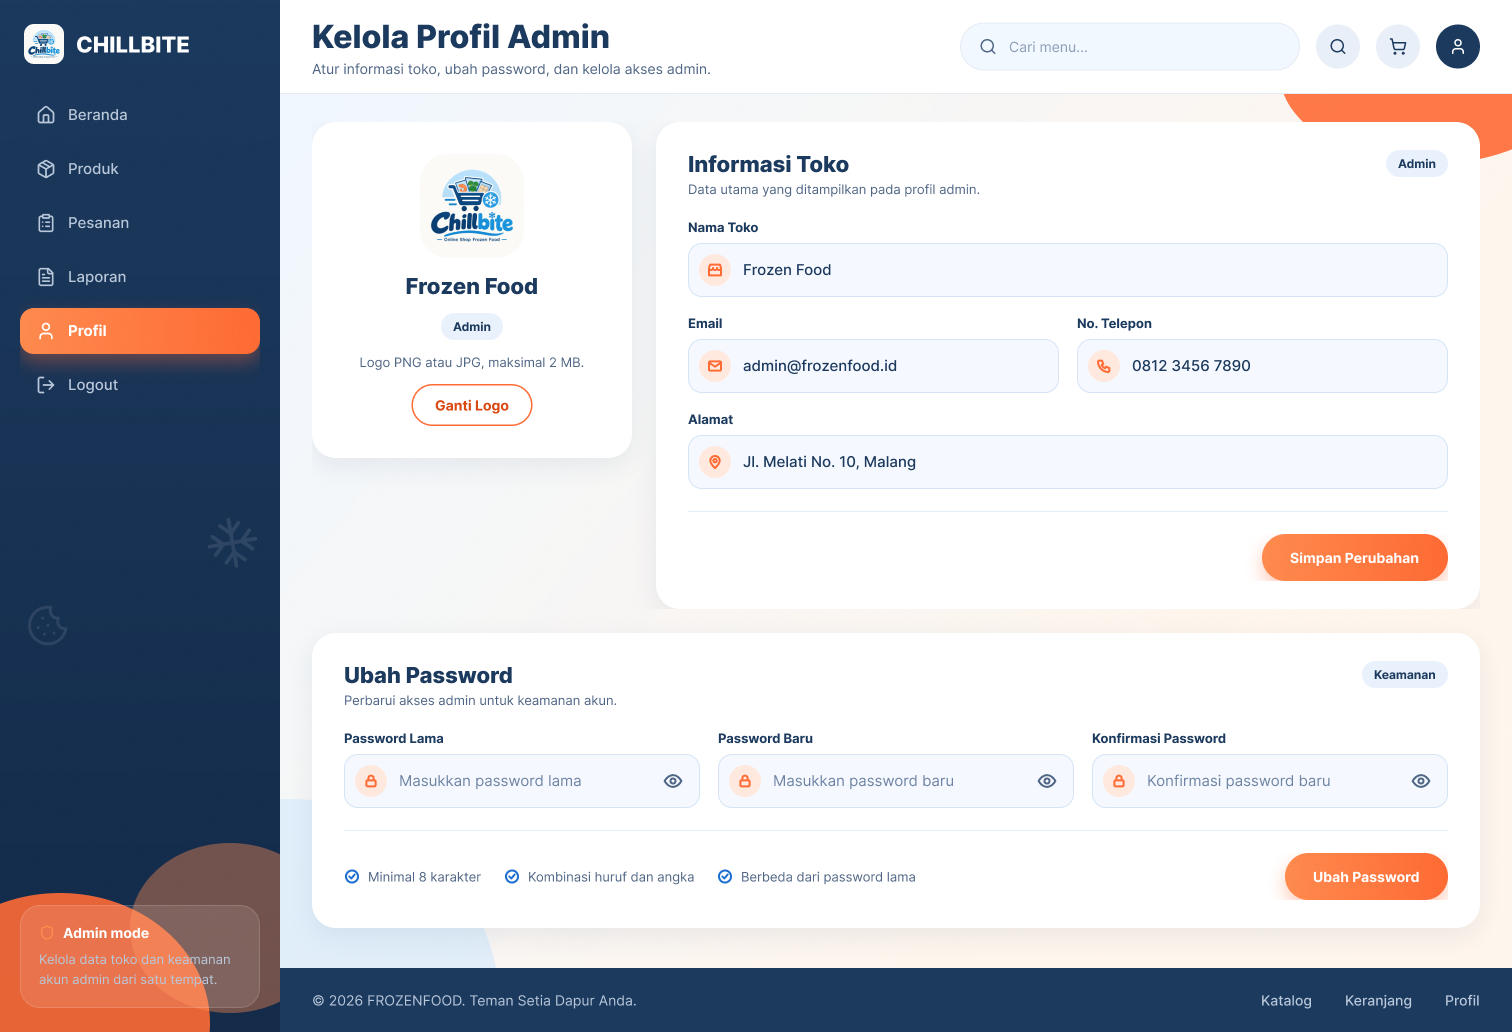 Chillbite
CHILLBITE
Beranda
Produk
Pesanan
Laporan
Profil
Logout
Admin mode
Kelola data toko dan keamanan
akun admin dari satu tempat.
Kelola Profil Admin
Atur informasi toko, ubah password, dan kelola akses admin.
Cari menu...
Chillbite
Online Shop Frozen Food
Frozen Food
Admin
Logo PNG atau JPG, maksimal 2 MB.
Ganti Logo
Informasi Toko
Admin
Data utama yang ditampilkan pada profil admin.
Nama Toko
Frozen Food
Email
No. Telepon
admin@frozenfood.id
0812 3456 7890
Alamat
Jl. Melati No. 10, Malang
Simpan Perubahan
Ubah Password
Keamanan
Perbarui akses admin untuk keamanan akun.
Password Lama
Password Baru
Konfirmasi Password
Masukkan password lama
Masukkan password baru
Konfirmasi password baru
Minimal 8 karakter
Kombinasi huruf dan angka
Berbeda dari password lama
Ubah Password
© 2026 FROZENFOOD. Teman Setia Dapur Anda.
Katalog
Keranjang
Profil